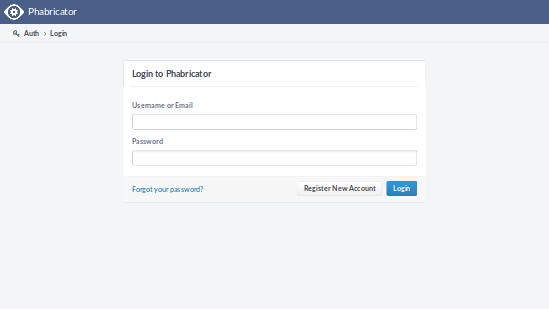 Phabricator
Auth › Login
Login to Phabricator
Username or Email
Password
Forgot your password?
Register New Account
Login